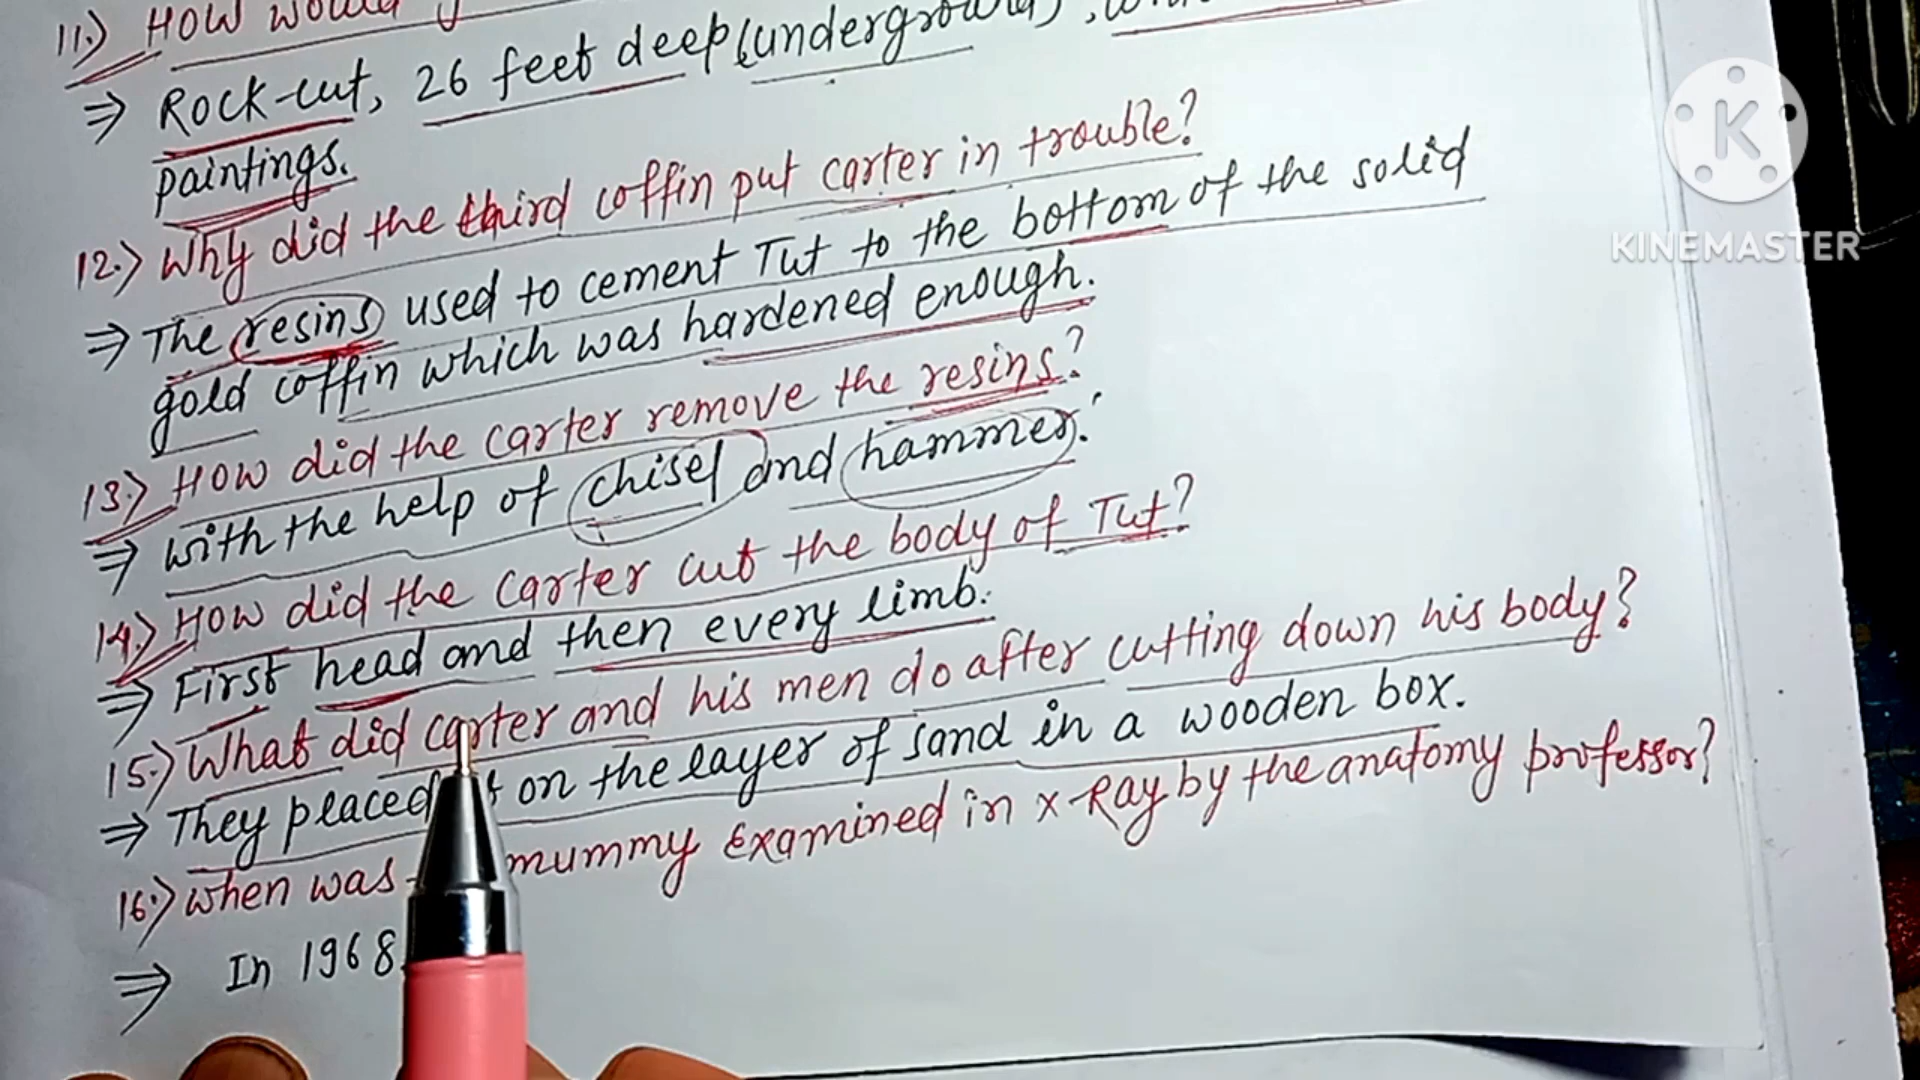 11.) How would
⇒ Rock-cut, 26 feet deep (underground),
paintings.
12.) Why did the third coffin put carter in trouble?
⇒ The resins used to cement Tut to the bottom of the solid
gold coffin which was hardened enough.
13.) How did the carter remove the resins?
⇒ with the help of chisel and hammer.
14.) How did the carter cut the body of Tut?
⇒ First head and then every limb.
15.) What did carter and his men do after cutting down his body?
⇒ They placed on the layer of sand in a wooden box.
16.) when was mummy examined in x-Ray by the anatomy professor?
⇒ In 1968.
K
KINEMASTER